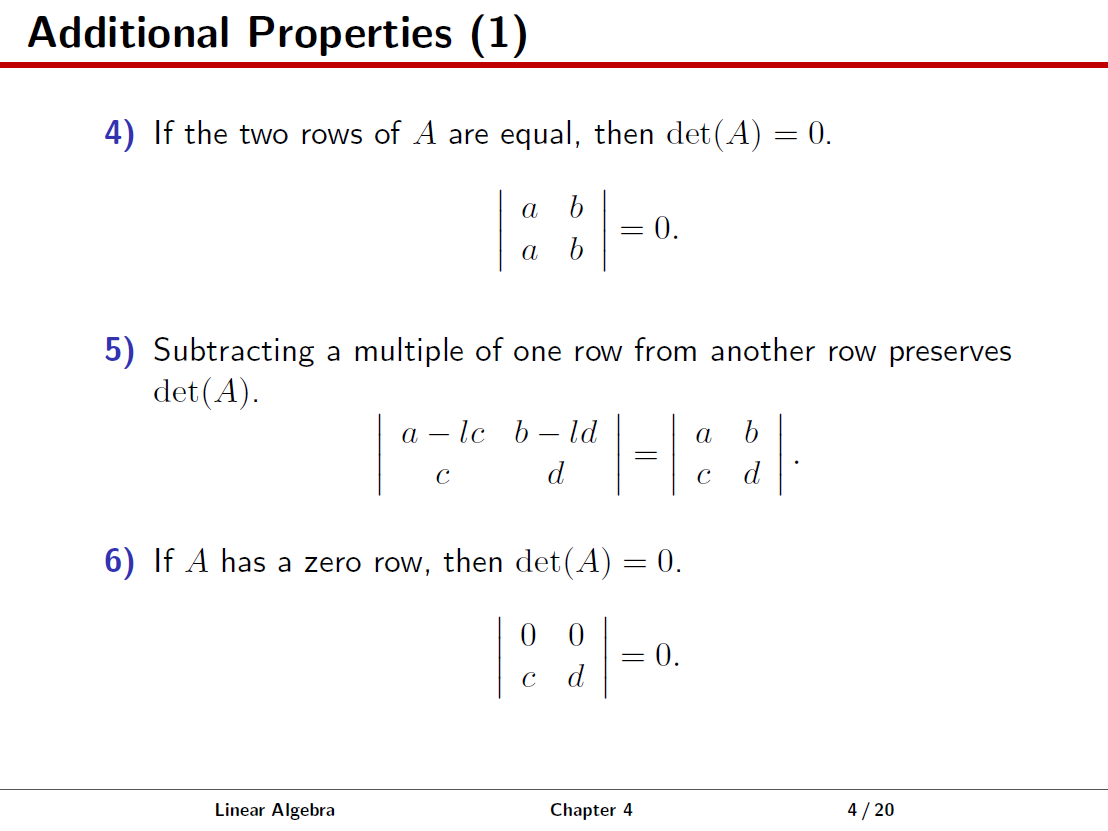 Additional Properties (1)
4) If the two rows of A are equal, then det(A) = 0.
| a b |
| a b | = 0.
5) Subtracting a multiple of one row from another row preserves
det(A).
| a − lc b − ld | = | a b |
| c d | | c d | .
6) If A has a zero row, then det(A) = 0.
| 0 0 |
| c d | = 0.
Linear Algebra Chapter 4 4 / 20